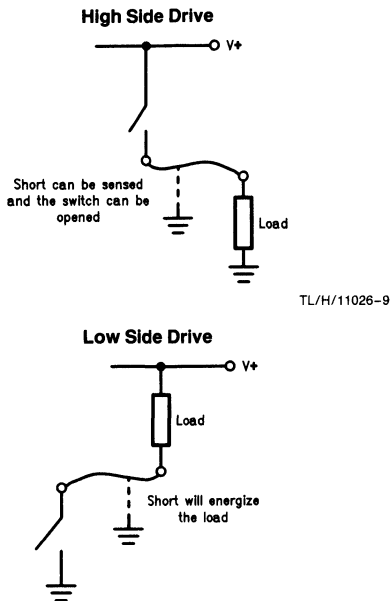 High Side Drive
V+
Short can be sensed
and the switch can be
opened
Load
TL/H/11026-9
Low Side Drive
V+
Load
Short will energize
the load